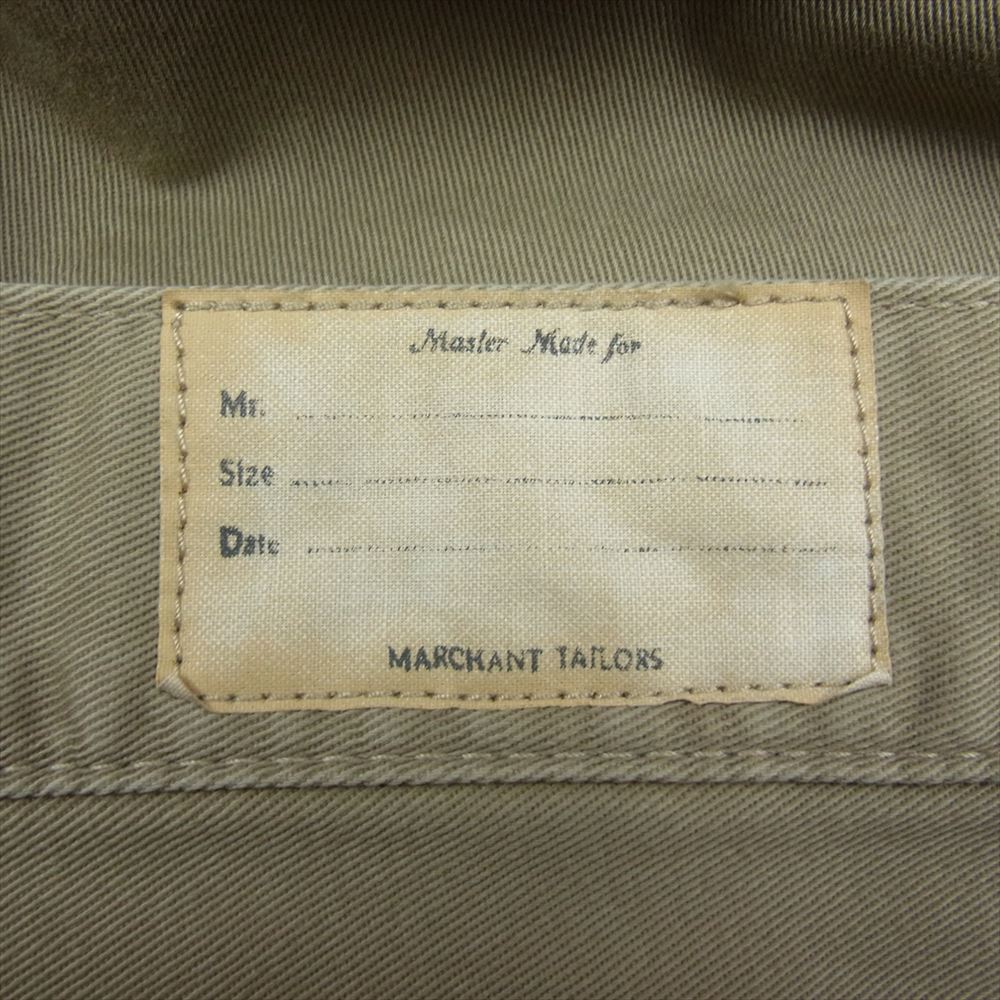 Master Made for
Mr.
Size
Date
MARCHANT TAILORS